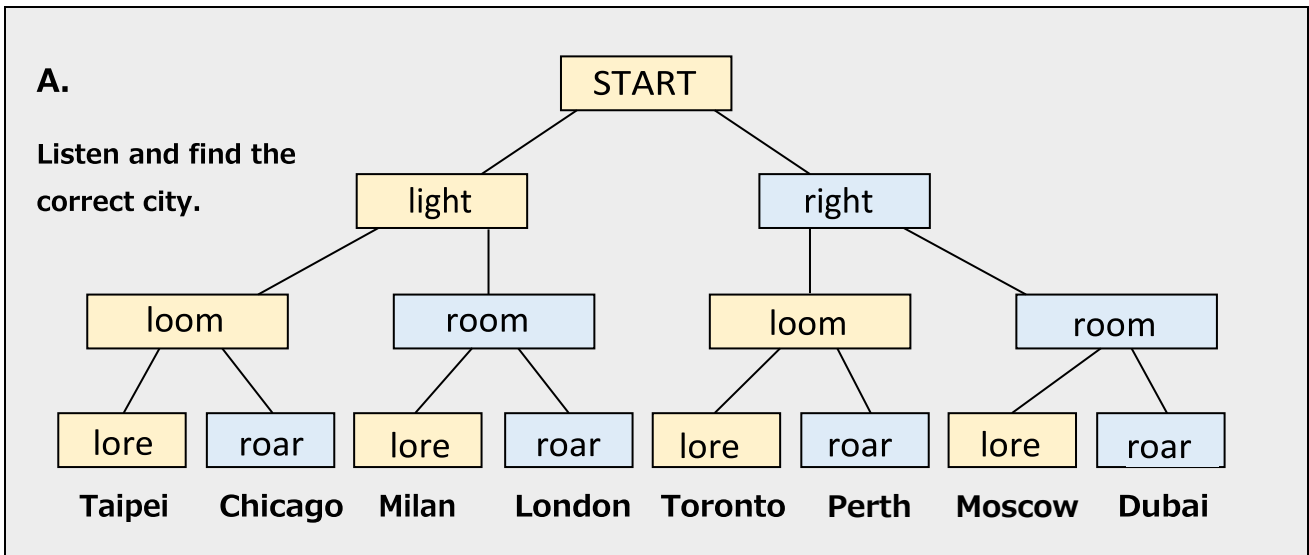 START
A.
Listen and find the
correct city.
light right
loom room loom room
lore roar lore roar lore roar lore roar
Taipei Chicago Milan London Toronto Perth Moscow Dubai